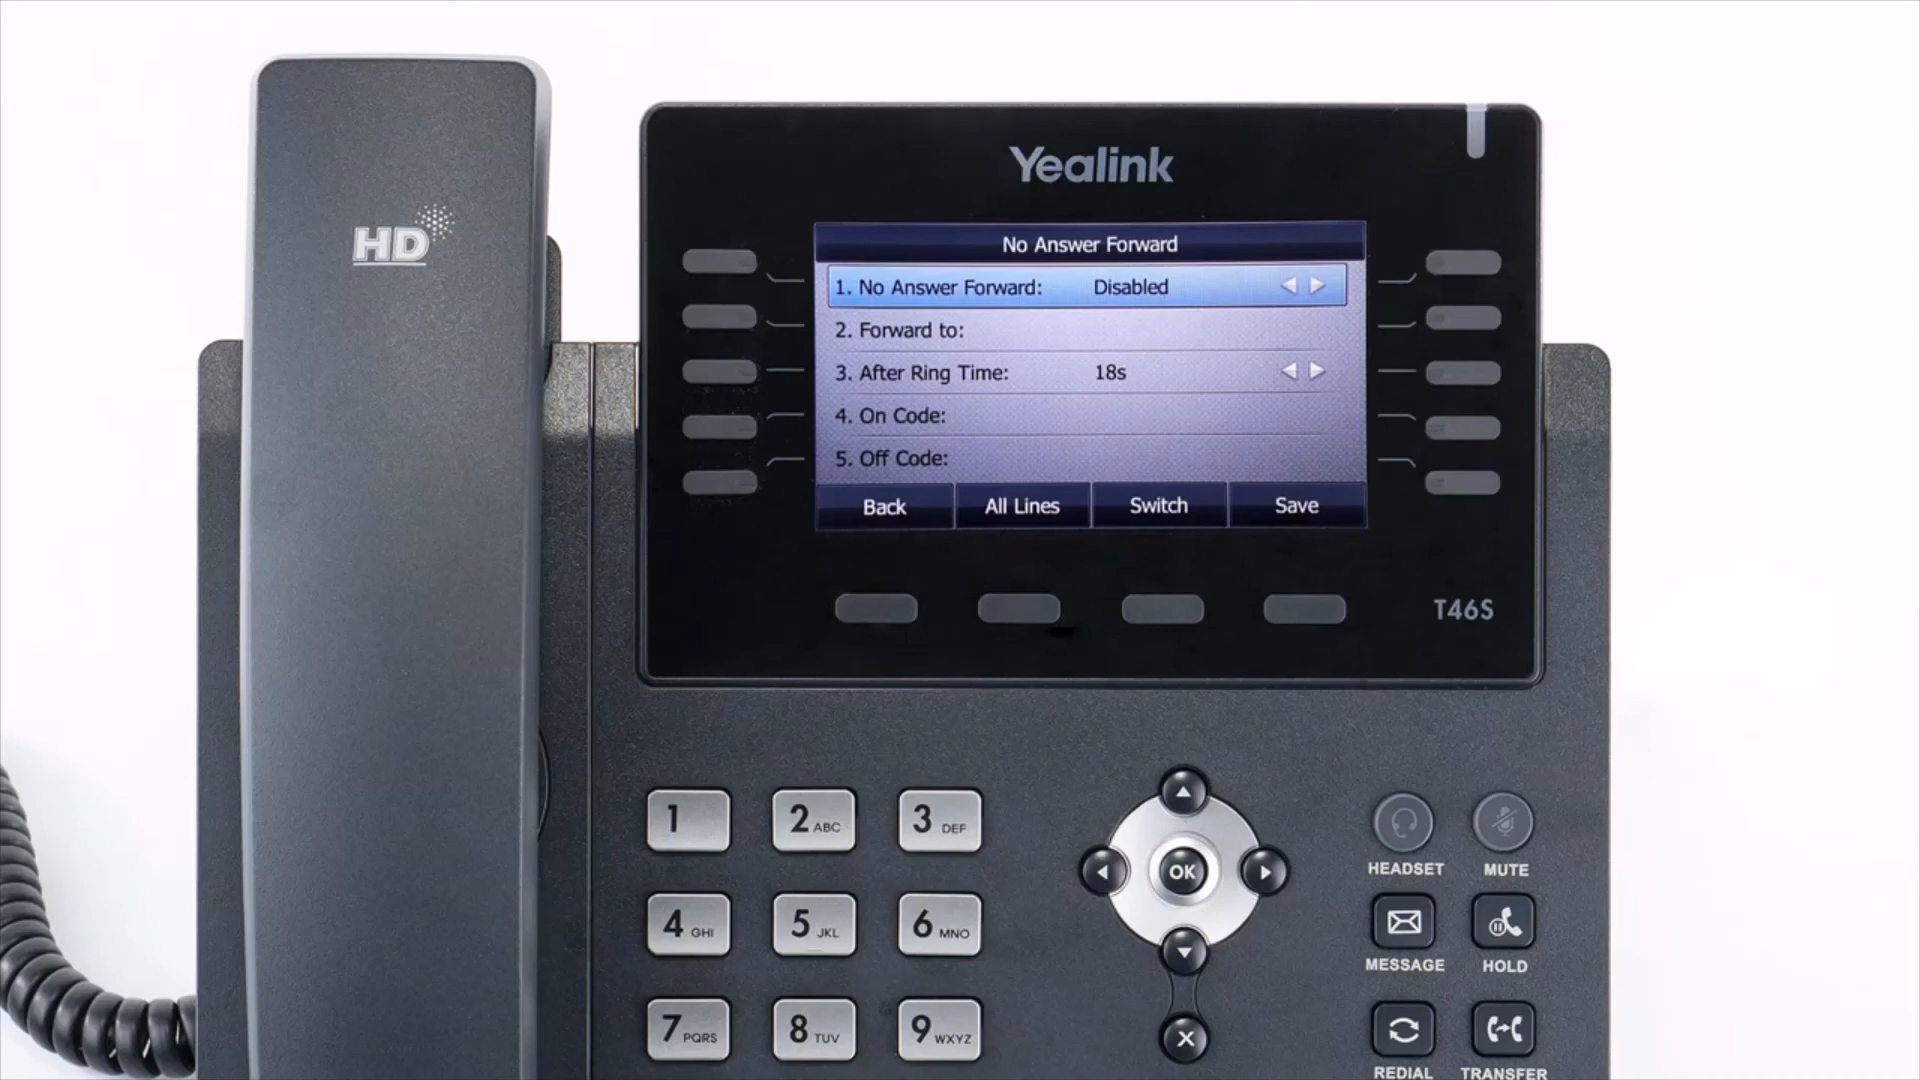 Yealink
HD
No Answer Forward
1. No Answer Forward: Disabled
2. Forward to:
3. After Ring Time: 18s
4. On Code:
5. Off Code:
Back All Lines Switch Save
T46S
1 2 ABC 3 DEF
OK
HEADSET MUTE
4 GHI 5 JKL 6 MNO
MESSAGE HOLD
7 PQRS 8 TUV 9 WXYZ
X
REDIAL TRANSFER